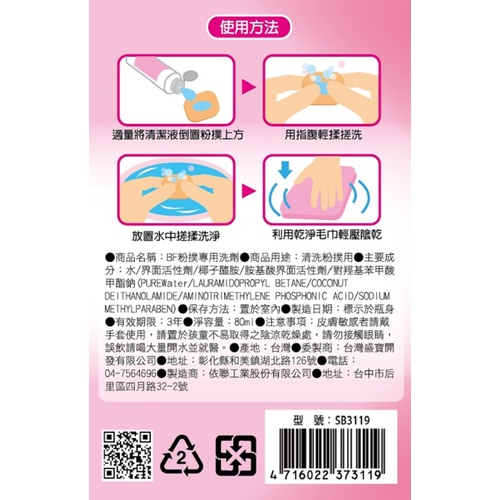 使用方法
適量將清潔液倒置粉撲上方
用指腹輕揉搓洗
放置水中搓揉洗淨
利用乾淨毛巾輕壓陰乾
●商品名稱：BF粉撲專用洗劑●商品用途：清洗粉撲用●主要成
分：水/界面活性劑/椰子醯胺/胺基酸界面活性劑/對羥基苯甲酸
甲酯鈉(PUREWater/LAURAMIDOPROPYL BETANE/COCONUT
DEITHANOLAMIDE/AMINOTRIMETHYLENE PHOSPHONIC ACID/SODIUM
METHYLPARABEN)●保存方法：置於室內●製造日期：標示於瓶身
●有效期限：3年●淨容量：80ml●注意事項：皮膚敏感者請戴
手套使用，請置於孩童不易取得之陰涼乾燥處，請勿接觸眼睛，
誤飲請喝大量開水並就醫。●產地：台灣●委製商：台灣盛寶開
發有限公司●地址：彰化縣和美鎮湖北路126號●電話：
04-7564696●製造商：依聯工業股份有限公司●地址：台中市后
里區四月路32-2號
型 號：SB3119
2
4 716022 373119